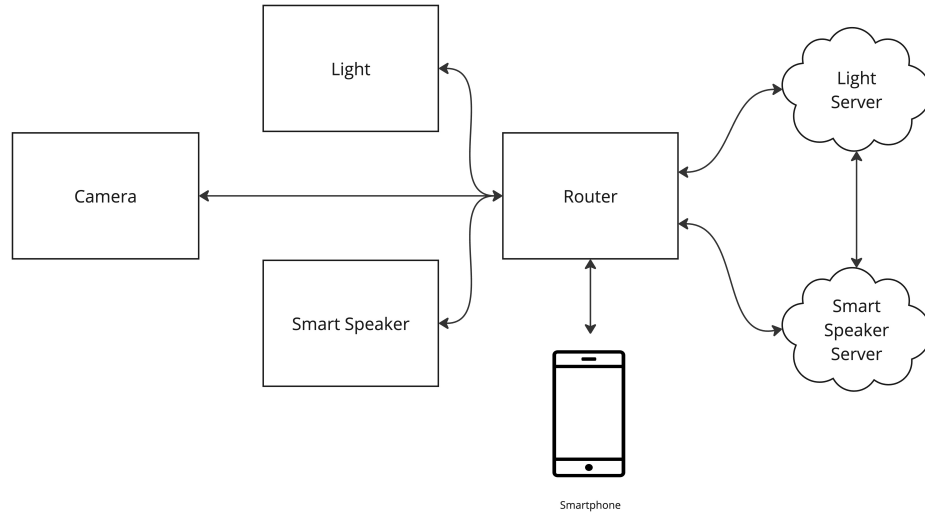 Light
Light
Server
Camera
Router
Smart Speaker
Smart
Speaker
Server
Smartphone